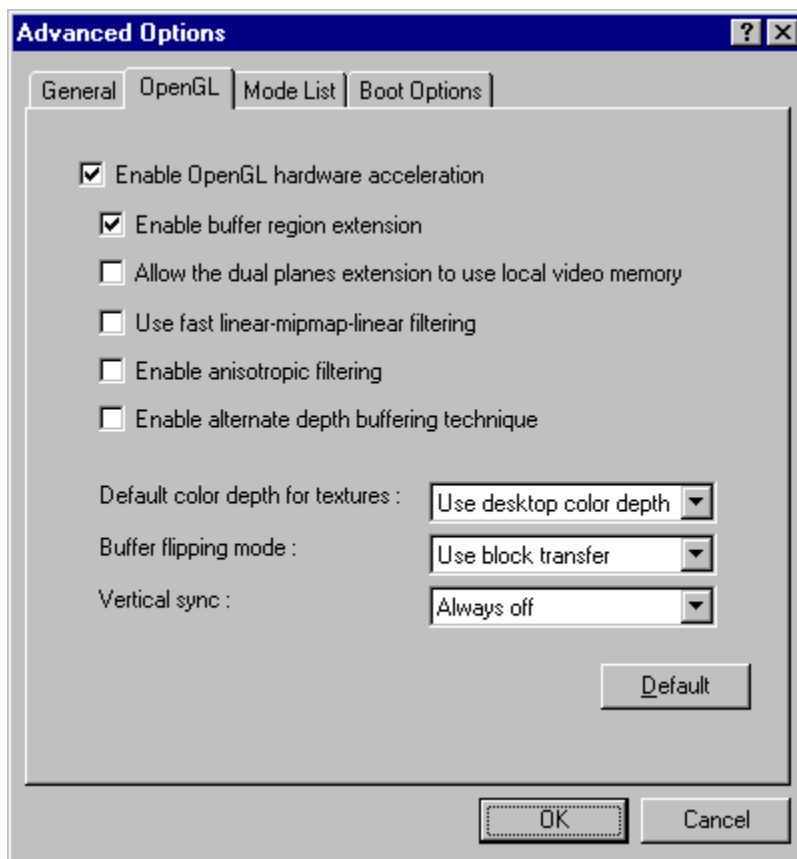 Advanced Options
General OpenGL Mode List Boot Options
Enable OpenGL hardware acceleration
Enable buffer region extension
Allow the dual planes extension to use local video memory
Use fast linear-mipmap-linear filtering
Enable anisotropic filtering
Enable alternate depth buffering technique
Default color depth for textures : Use desktop color depth
Buffer flipping mode : Use block transfer
Vertical sync : Always off
Default
OK Cancel